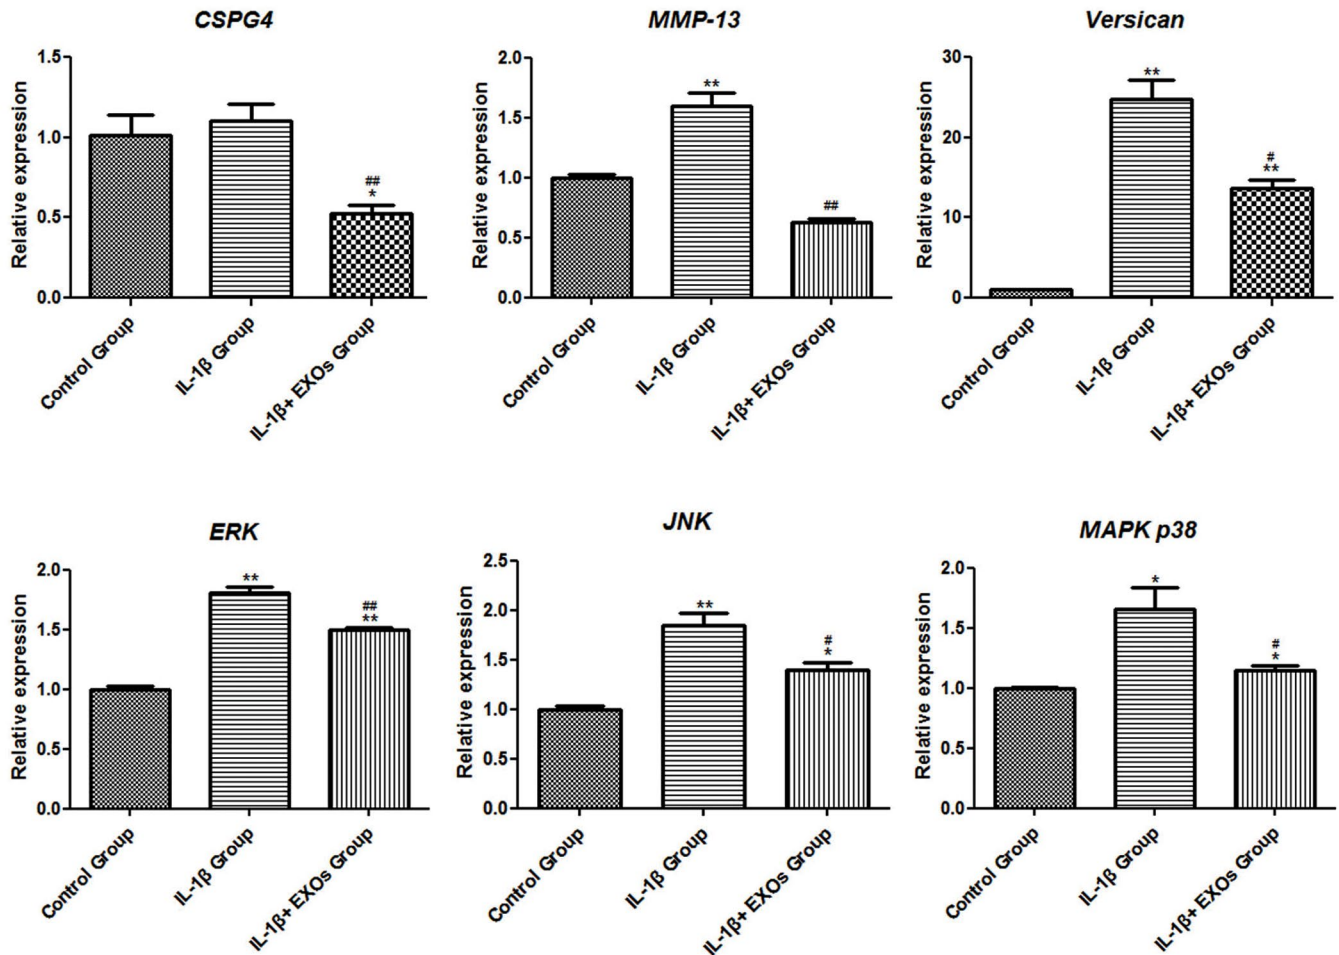 CSPG4
Relative expression
1.5
1.0
0.5
0.0
##
*
Control Group
IL-1β Group
IL-1β+ EXOs Group
MMP-13
Relative expression
2.0
1.5
1.0
0.5
0.0
**
##
Control Group
IL-1β Group
IL-1β+ EXOs Group
Versican
Relative expression
30
20
10
0
**
#
**
Control Group
IL-1β Group
IL-1β+ EXOs Group
ERK
Relative expression
2.0
1.5
1.0
0.5
0.0
**
##
**
Control Group
IL-1β Group
IL-1β+ EXOs Group
JNK
Relative expression
2.5
2.0
1.5
1.0
0.5
0.0
**
#
*
Control Group
IL-1β Group
IL-1β+ EXOs Group
MAPK p38
Relative expression
2.0
1.5
1.0
0.5
0.0
*
#
*
Control Group
IL-1β Group
IL-1β+ EXOs Group